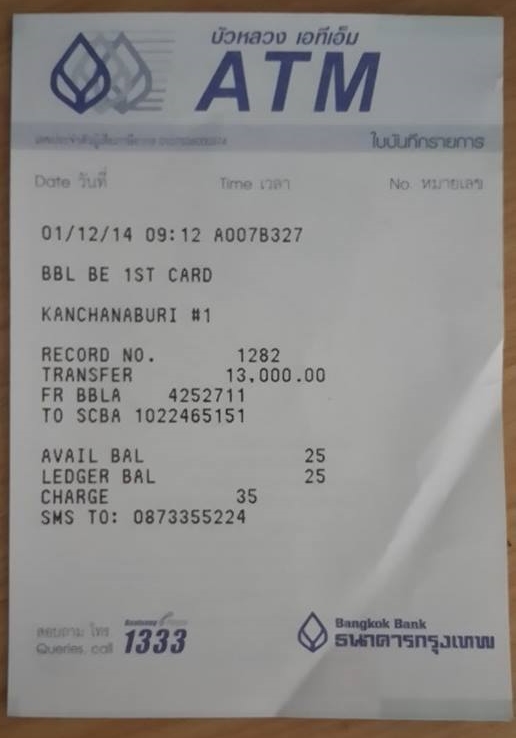 บัวหลวง เอทีเอ็ม
ATM
ใบบันทึกรายการ
Date วันที่ Time เวลา No. หมายเลข
01/12/14 09:12 A007B327
BBL BE 1ST CARD
KANCHANABURI #1
RECORD NO. 1282
TRANSFER 13,000.00
FR BBLA 4252711
TO SCBA 1022465151
AVAIL BAL 25
LEDGER BAL 25
CHARGE 35
SMS TO: 0873355224
สอบถาม โทร
Queries, call 1333
Bangkok Bank
ธนาคารกรุงเทพ